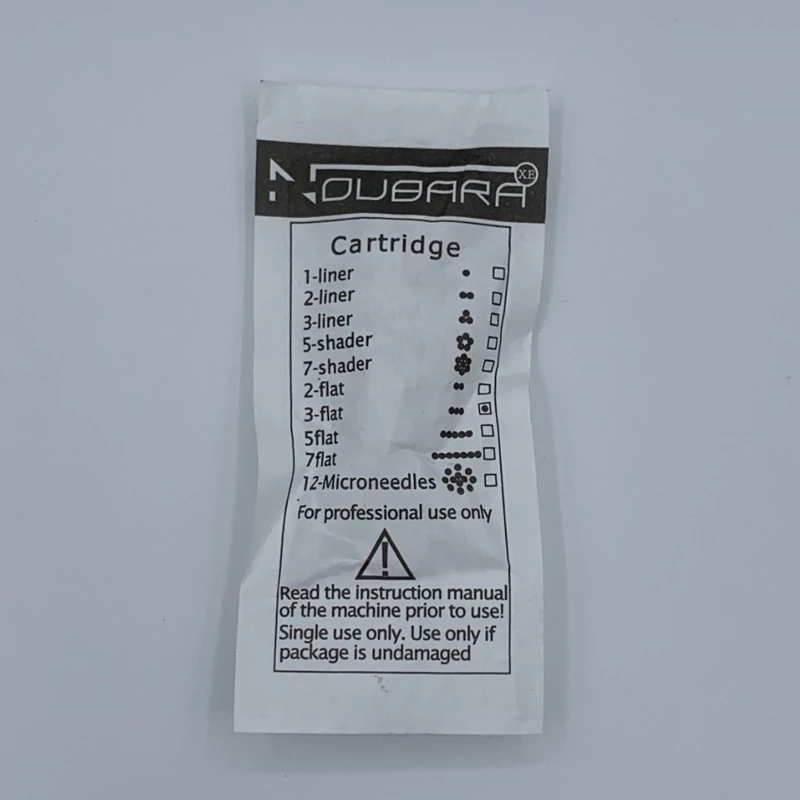 NOUBARA XE
Cartridge
1-liner
2-liner
3-liner
5-shader
7-shader
2-flat
3-flat
5flat
7flat
12-Microneedles
For professional use only
Read the instruction manual
of the machine prior to use!
Single use only. Use only if
package is undamaged